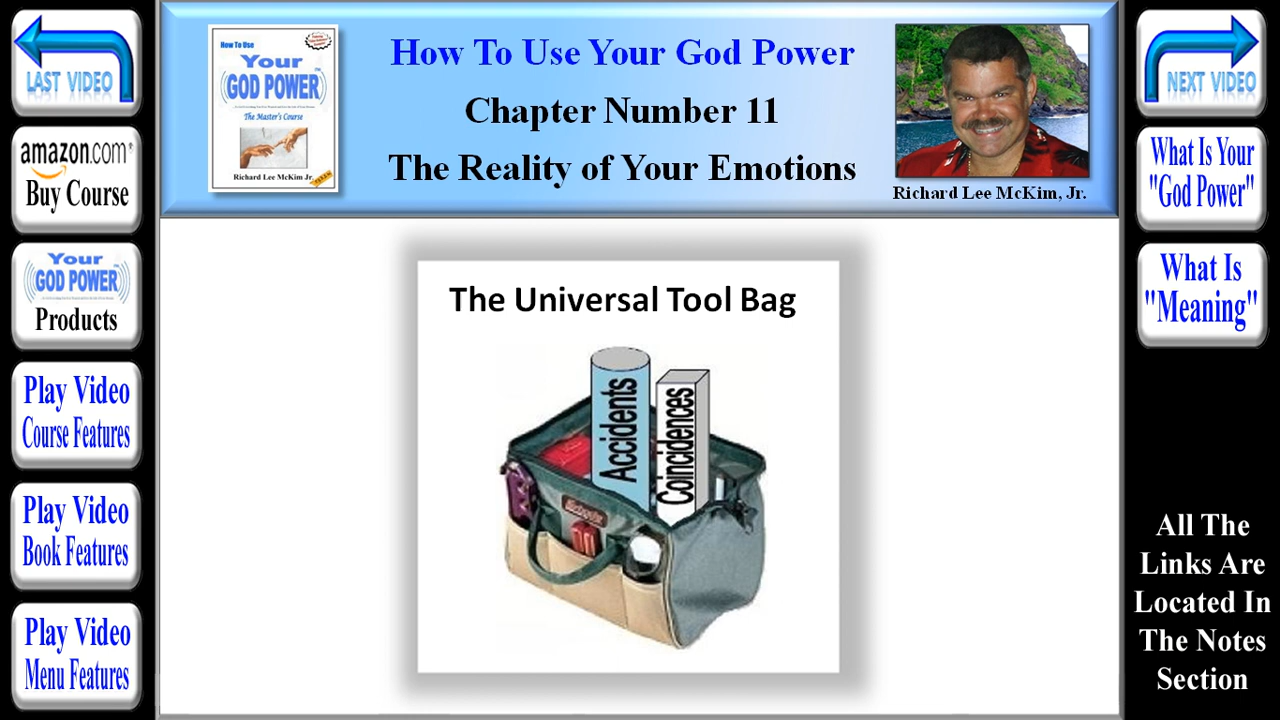 LAST VIDEO
amazon.com
Buy Course
Your
GOD POWER
Products
Play Video
Course Features
Play Video
Book Features
Play Video
Menu Features
How To Use
Your
GOD POWER
The Master's Course
Richard Lee McKim Jr.
How To Use Your God Power
Chapter Number 11
The Reality of Your Emotions
Richard Lee McKim, Jr.
The Universal Tool Bag
Accidents
Coincidences
NEXT VIDEO
What Is Your
"God Power"
What Is
"Meaning"
All The
Links Are
Located In
The Notes
Section